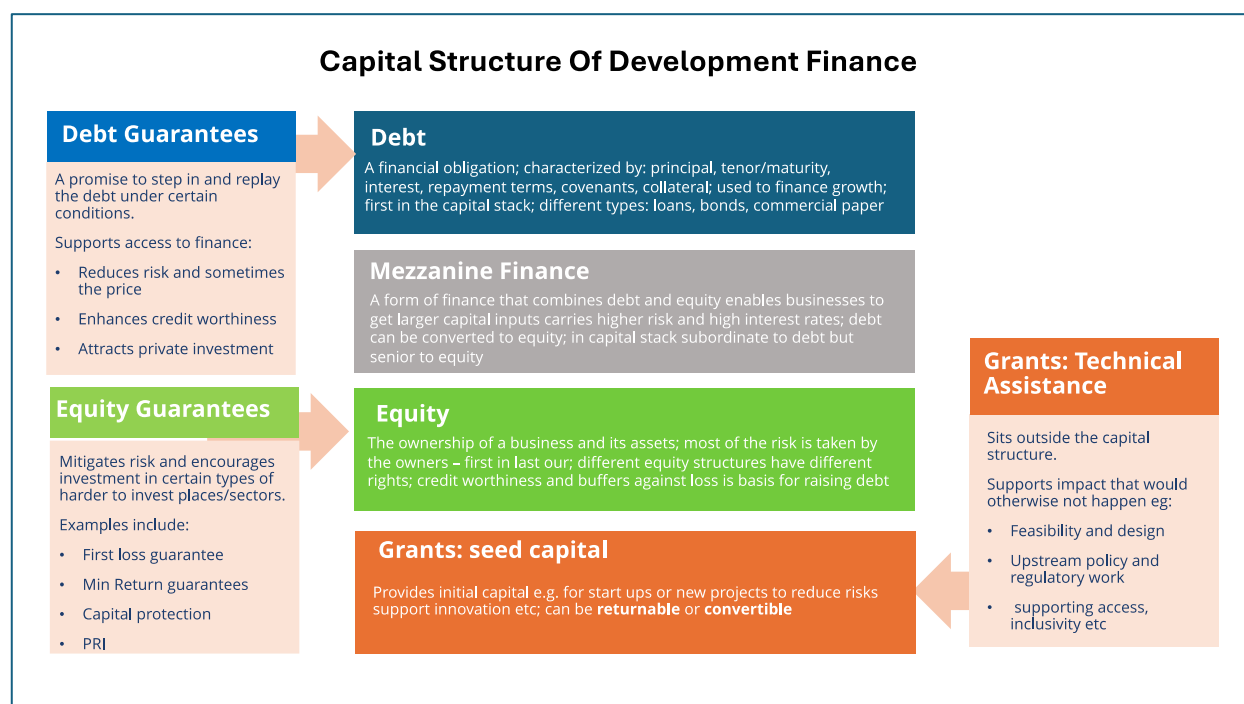 Capital Structure Of Development Finance
Debt Guarantees
A promise to step in and replay
the debt under certain
conditions.
Supports access to finance:
• Reduces risk and sometimes
the price
• Enhances credit worthiness
• Attracts private investment
Debt
A financial obligation; characterized by: principal, tenor/maturity,
interest, repayment terms, covenants, collateral; used to finance growth;
first in the capital stack; different types: loans, bonds, commercial paper
Mezzanine Finance
A form of finance that combines debt and equity enables businesses to
get larger capital inputs carries higher risk and high interest rates; debt
can be converted to equity; in capital stack subordinate to debt but
senior to equity
Equity Guarantees
Mitigates risk and encourages
investment in certain types of
harder to invest places/sectors.
Examples include:
• First loss guarantee
• Min Return guarantees
• Capital protection
• PRI
Equity
The ownership of a business and its assets; most of the risk is taken by
the owners – first in last our; different equity structures have different
rights; credit worthiness and buffers against loss is basis for raising debt
Grants: seed capital
Provides initial capital e.g. for start ups or new projects to reduce risks
support innovation etc; can be returnable or convertible
Grants: Technical
Assistance
Sits outside the capital
structure.
Supports impact that would
otherwise not happen eg:
• Feasibility and design
• Upstream policy and
regulatory work
• supporting access,
inclusivity etc